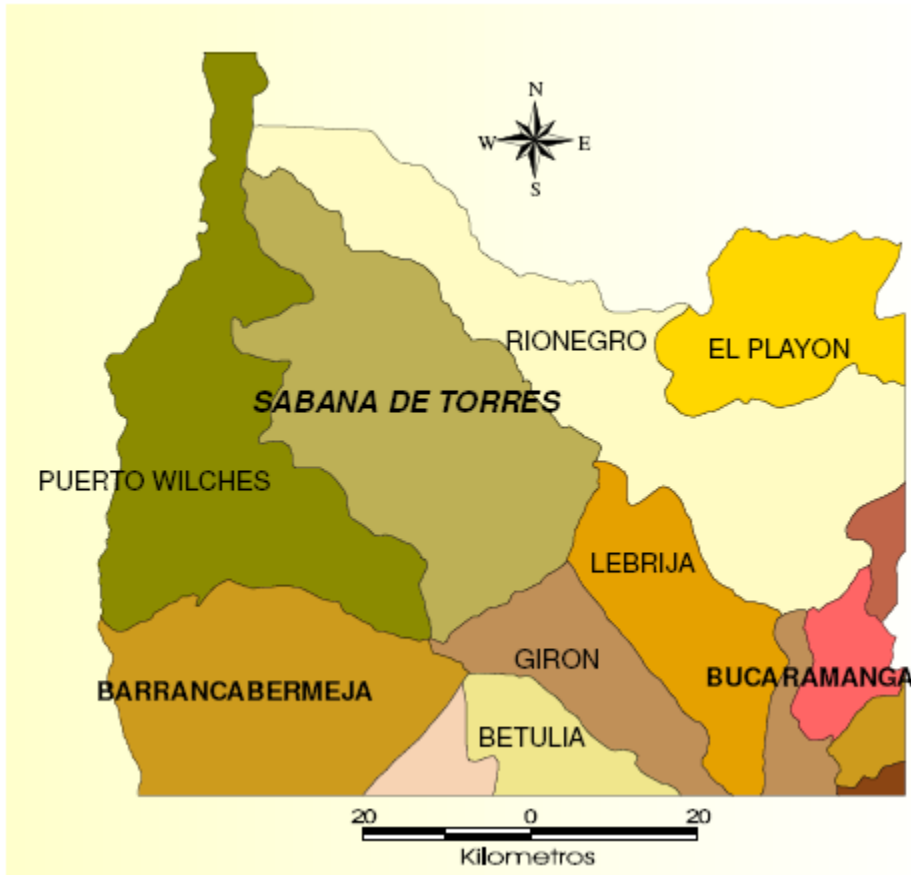 N
W E
S
RIONEGRO
EL PLAYON
SABANA DE TORRES
PUERTO WILCHES
LEBRIJA
GIRON
BARRANCABERMEJA
BUCARAMANGA
BETULIA
20 0 20
Kilometros